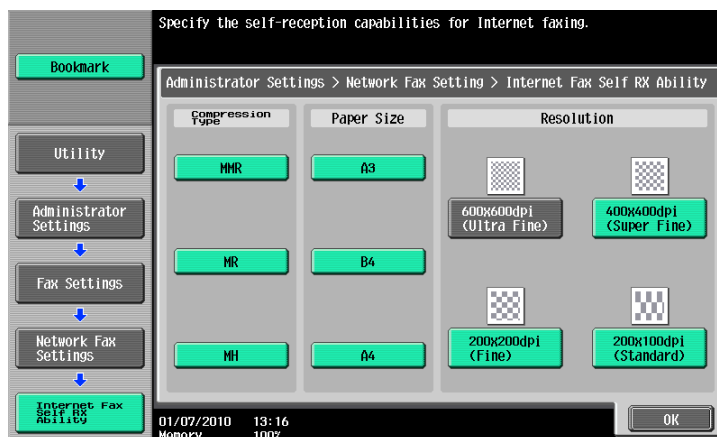 Specify the self-reception capabilities for Internet faxing.
Bookmark
Administrator Settings > Network Fax Setting > Internet Fax Self RX Ability
Compression
Type
Paper Size
Resolution
Utility
MMR
A3
Administrator
Settings
600X600dpi
(Ultra Fine)
400X400dpi
(Super Fine)
Fax Settings
MR
B4
Network Fax
Settings
MH
A4
200X200dpi
(Fine)
200X100dpi
(Standard)
Internet Fax
Self RX
Ability
01/07/2010 13:16
Memory 100%
OK